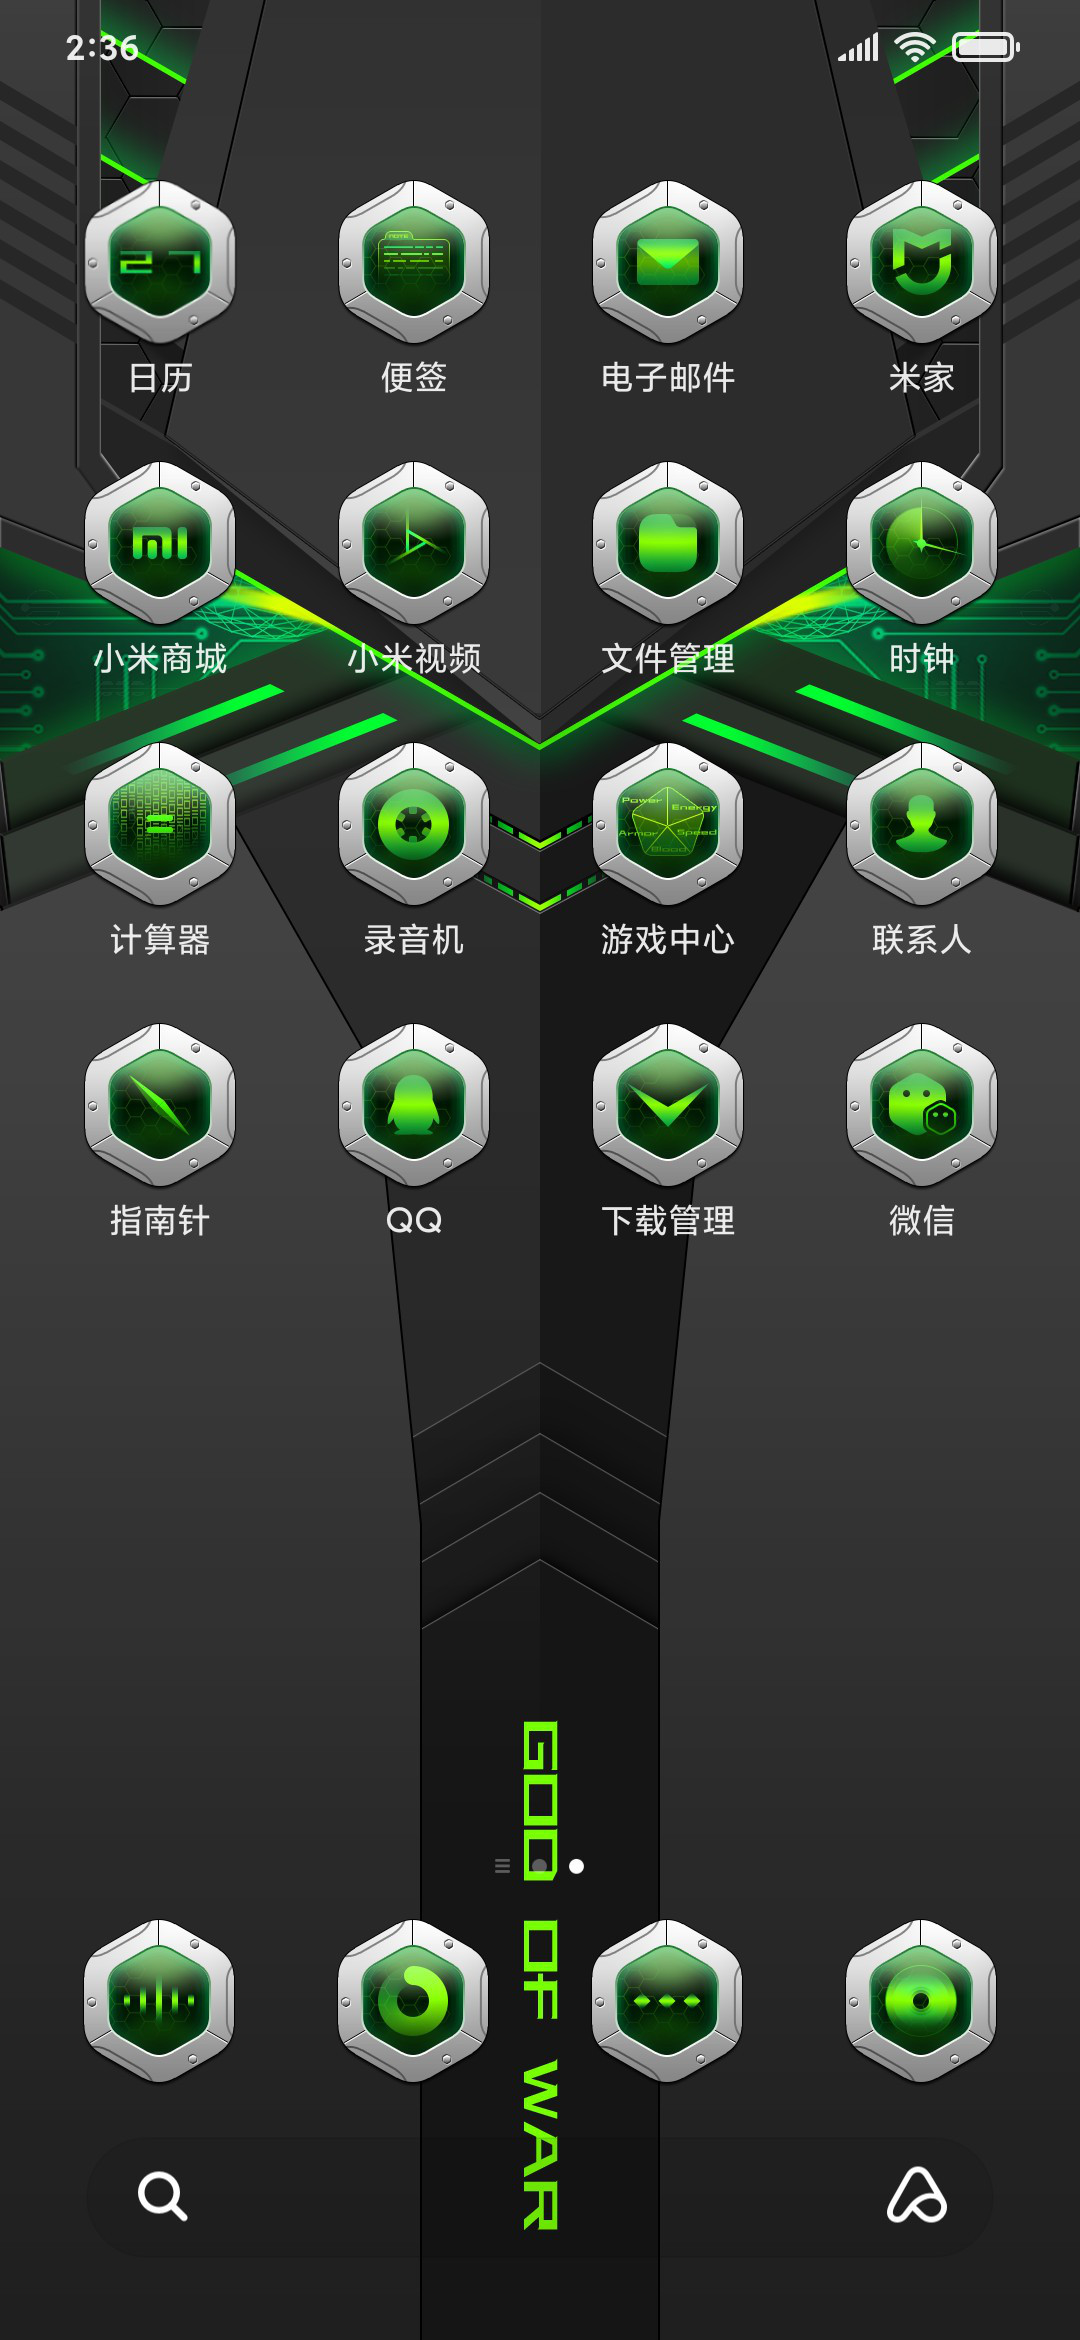 2:36
27
NOTE
日历
便签
电子邮件
米家
mi
小米商城
小米视频
文件管理
时钟
=
Power
Energy
Armor
Speed
Blood
计算器
录音机
游戏中心
联系人
指南针
QQ
下载管理
微信
GOD OF WAR